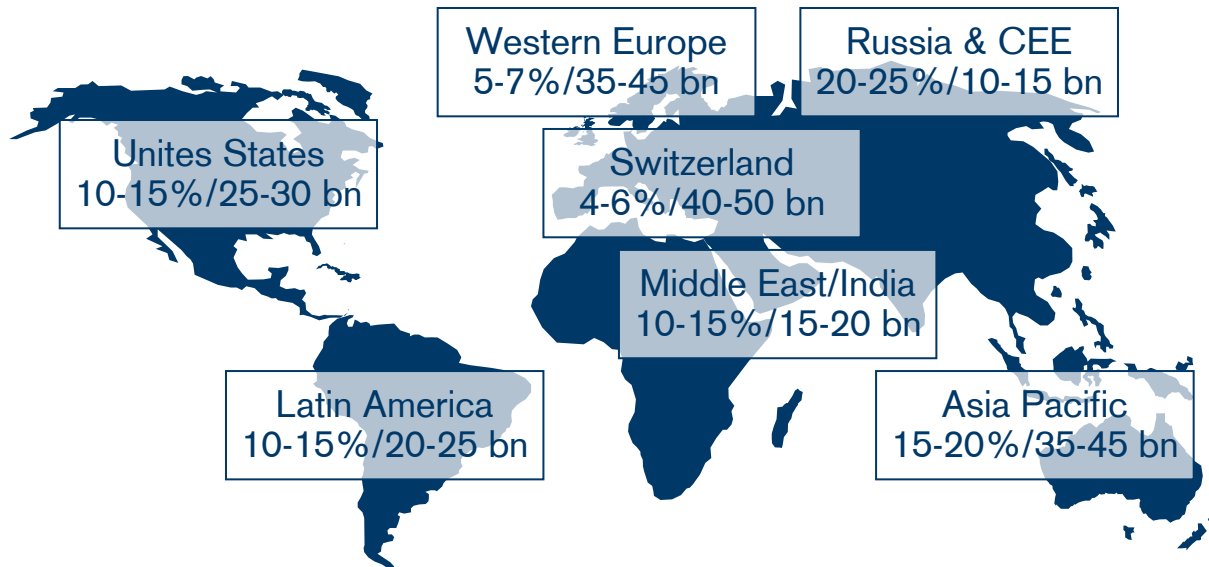 Western Europe
5-7%/35-45 bn
Russia & CEE
20-25%/10-15 bn
Unites States
10-15%/25-30 bn
Switzerland
4-6%/40-50 bn
Middle East/India
10-15%/15-20 bn
Latin America
10-15%/20-25 bn
Asia Pacific
15-20%/35-45 bn